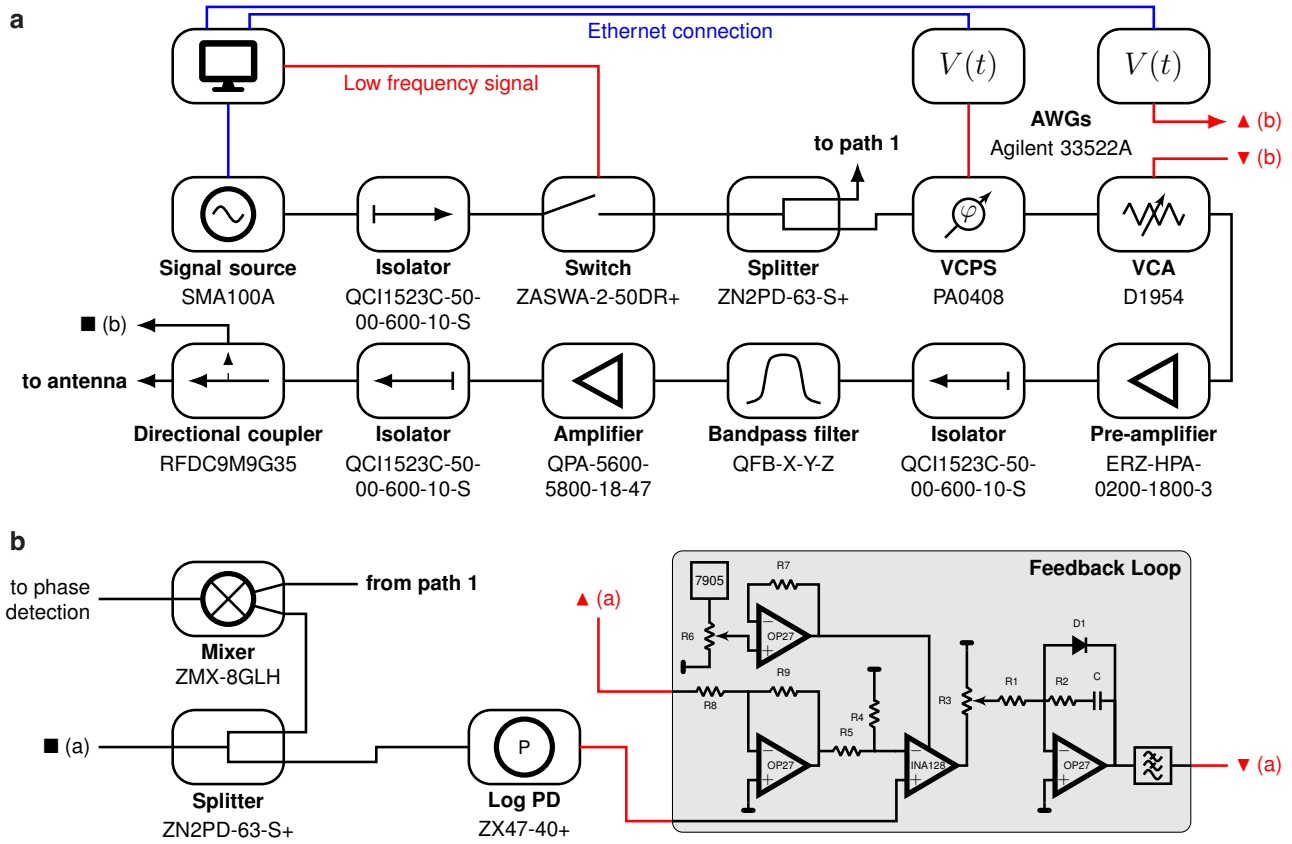 a
Ethernet connection
V(t)
V(t)
Low frequency signal
AWGs
Agilent 33522A
▲ (b)
▼ (b)
to path 1
φ
Signal source
SMA100A
Isolator
QCI1523C-50-
00-600-10-S
Switch
ZASWA-2-50DR+
Splitter
ZN2PD-63-S+
VCPS
PA0408
VCA
D1954
■ (b)
to antenna
Directional coupler
RFDC9M9G35
Isolator
QCI1523C-50-
00-600-10-S
Amplifier
QPA-5600-
5800-18-47
Bandpass filter
QFB-X-Y-Z
Isolator
QCI1523C-50-
00-600-10-S
Pre-amplifier
ERZ-HPA-
0200-1800-3
b
to phase
detection
from path 1
Mixer
ZMX-8GLH
■ (a)
Splitter
ZN2PD-63-S+
P
Log PD
ZX47-40+
▲ (a)
Feedback Loop
7905
R7
R6
OP27
R9
R8
OP27
R4
R5
INA128
R3
R1
D1
R2
C
OP27
▼ (a)